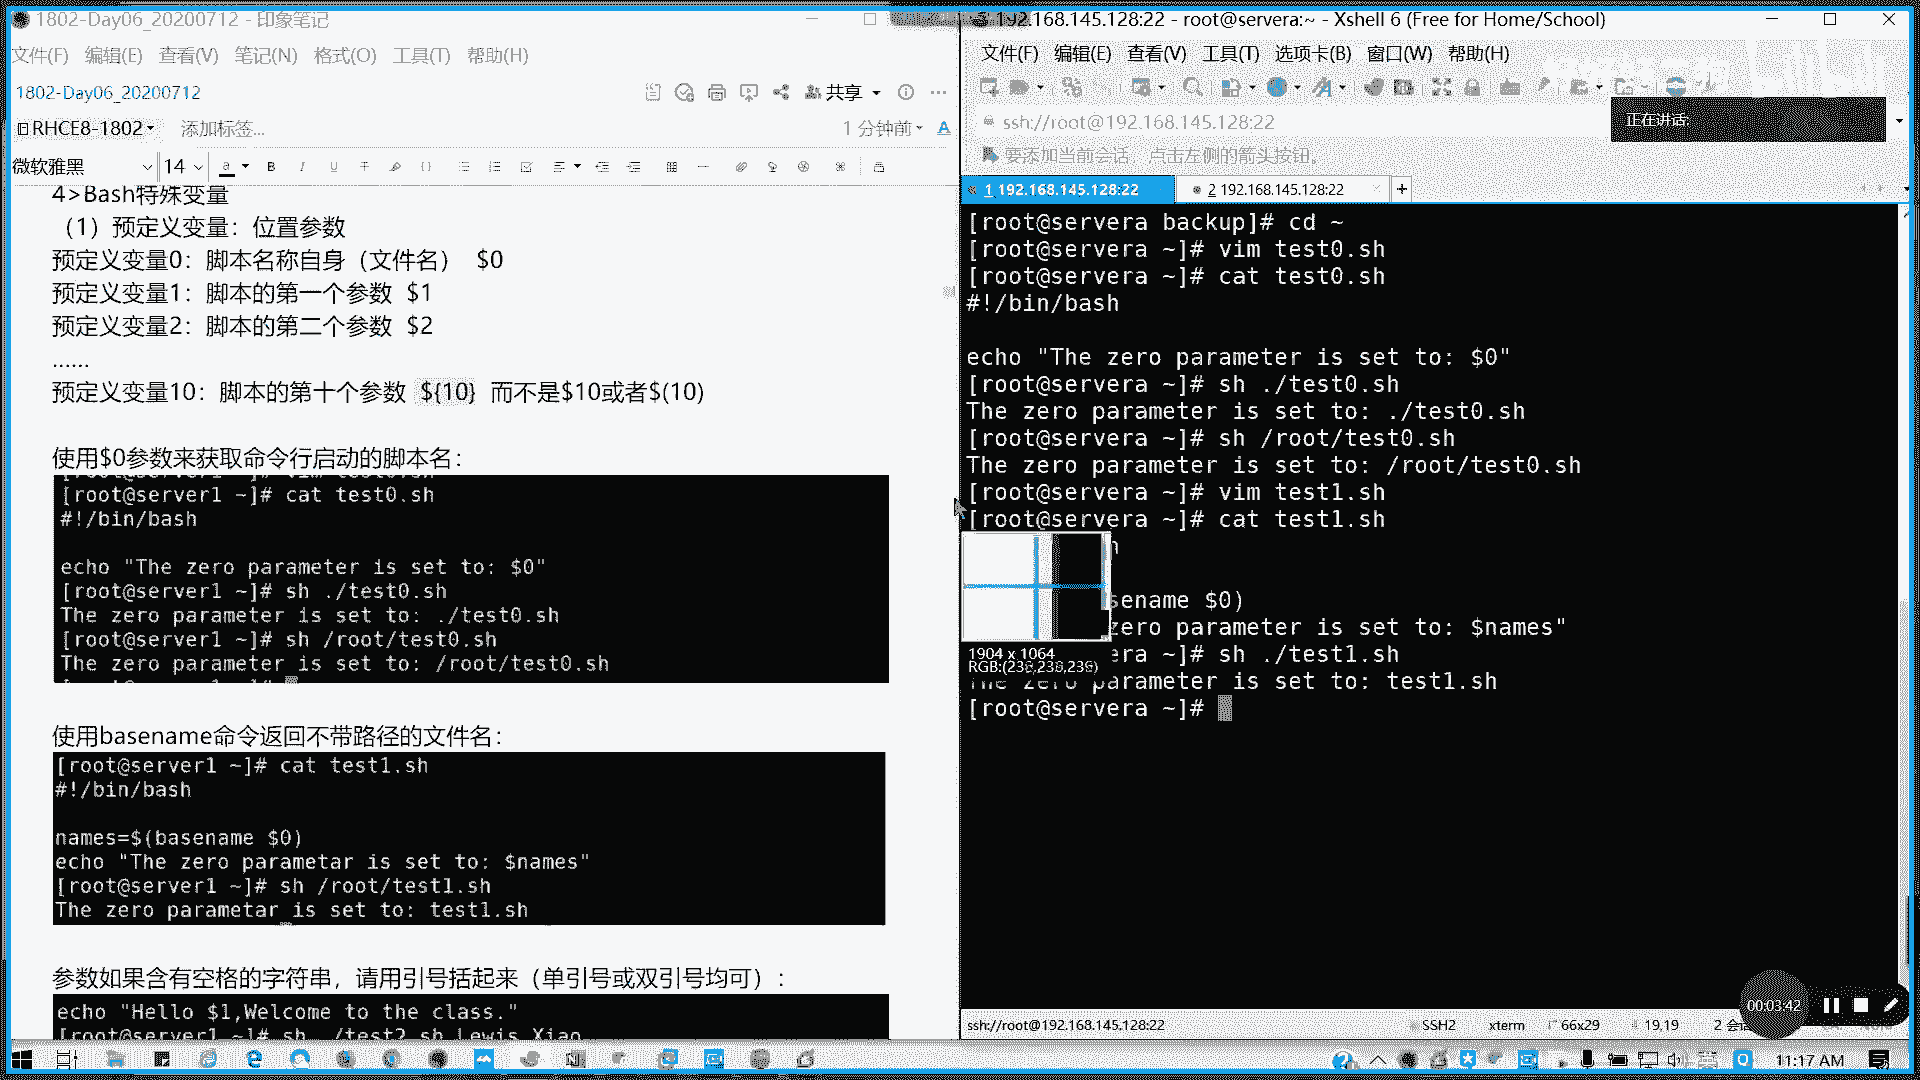 1802-Day06_20200712 - 印象笔记
文件(F) 编辑(E) 查看(V) 笔记(N) 格式(O) 工具(T) 帮助(H)
1802-Day06_20200712
共享
RHCE8-1802
添加标签...
1 分钟前
微软雅黑
14
4>Bash特殊变量
（1）预定义变量：位置参数
预定义变量0：脚本名称自身（文件名） $0
预定义变量1：脚本的第一个参数 $1
预定义变量2：脚本的第二个参数 $2
......
预定义变量10：脚本的第十个参数 ${10} 而不是$10或者$(10)
使用$0参数来获取命令行启动的脚本名：
[root@server1 ~]# cat test0.sh
#!/bin/bash
echo "The zero parameter is set to: $0"
[root@server1 ~]# sh ./test0.sh
The zero parameter is set to: ./test0.sh
[root@server1 ~]# sh /root/test0.sh
The zero parameter is set to: /root/test0.sh
使用basename命令返回不带路径的文件名：
[root@server1 ~]# cat test1.sh
#!/bin/bash
names=$(basename $0)
echo "The zero parametar is set to: $names"
[root@server1 ~]# sh /root/test1.sh
The zero parametar is set to: test1.sh
参数如果含有空格的字符串，请用引号括起来（单引号或双引号均可）：
echo "Hello $1,Welcome to the class."
[root@server1 ~]# sh ./test2.sh Lewis Xiao
192.168.145.128:22 - root@servera:~ - Xshell 6 (Free for Home/School)
文件(F) 编辑(E) 查看(V) 工具(T) 选项卡(B) 窗口(W) 帮助(H)
ssh://root@192.168.145.128:22
正在讲话:
要添加当前会话，点击左侧的箭头按钮。
1 192.168.145.128:22
2 192.168.145.128:22
[root@servera backup]# cd ~
[root@servera ~]# vim test0.sh
[root@servera ~]# cat test0.sh
#!/bin/bash
echo "The zero parameter is set to: $0"
[root@servera ~]# sh ./test0.sh
The zero parameter is set to: ./test0.sh
[root@servera ~]# sh /root/test0.sh
The zero parameter is set to: /root/test0.sh
[root@servera ~]# vim test1.sh
[root@servera ~]# cat test1.sh
sename $0)
zero parameter is set to: $names"
era ~]# sh ./test1.sh
The zero parameter is set to: test1.sh
[root@servera ~]#
1904 x 1064
RGB:(238,238,239)
00:03:42
ssh://root@192.168.145.128:22
SSH2
xterm
66x29
19,19
2 会
11:17 AM